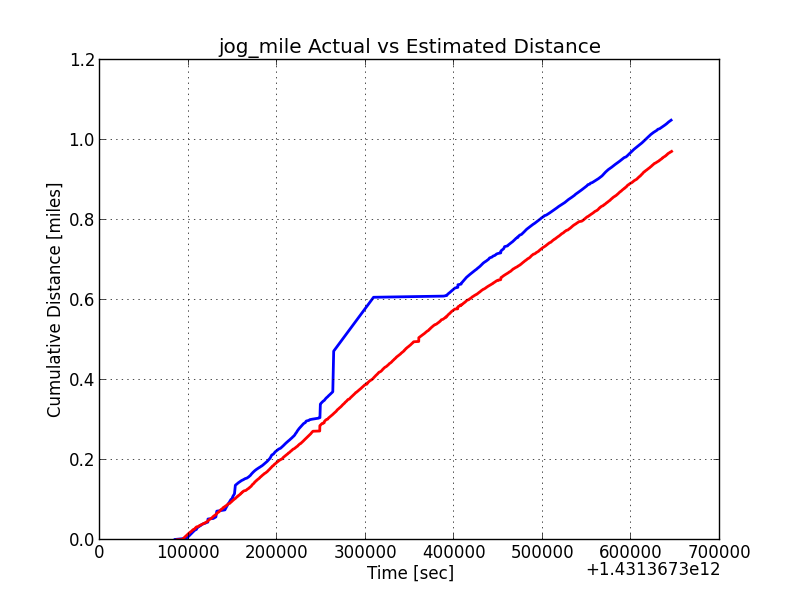 jog_mile Actual vs Estimated Distance
1.2
1.0
0.8
0.6
0.4
0.2
0.0
Cumulative Distance [miles]
0 100000 200000 300000 400000 500000 600000 700000
Time [sec]
+1.4313673e12